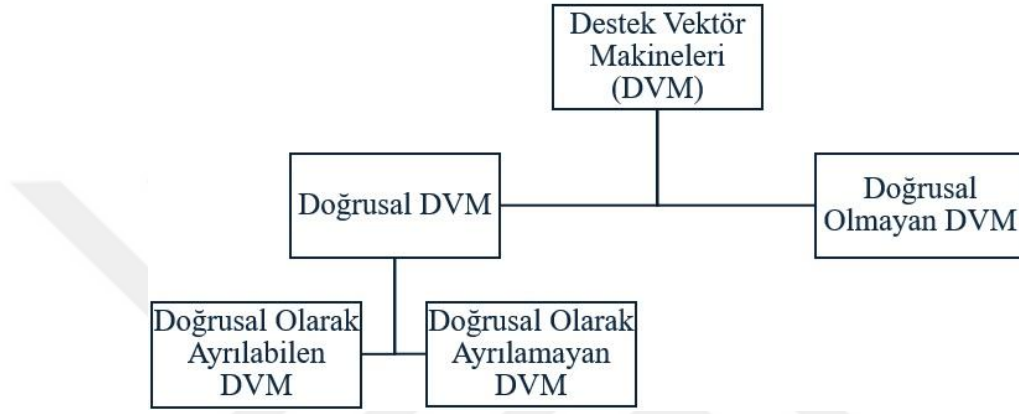 Destek Vektör
Makineleri
(DVM)
Doğrusal DVM
Doğrusal
Olmayan DVM
Doğrusal Olarak
Ayrılabilen
DVM
Doğrusal Olarak
Ayrılamayan
DVM